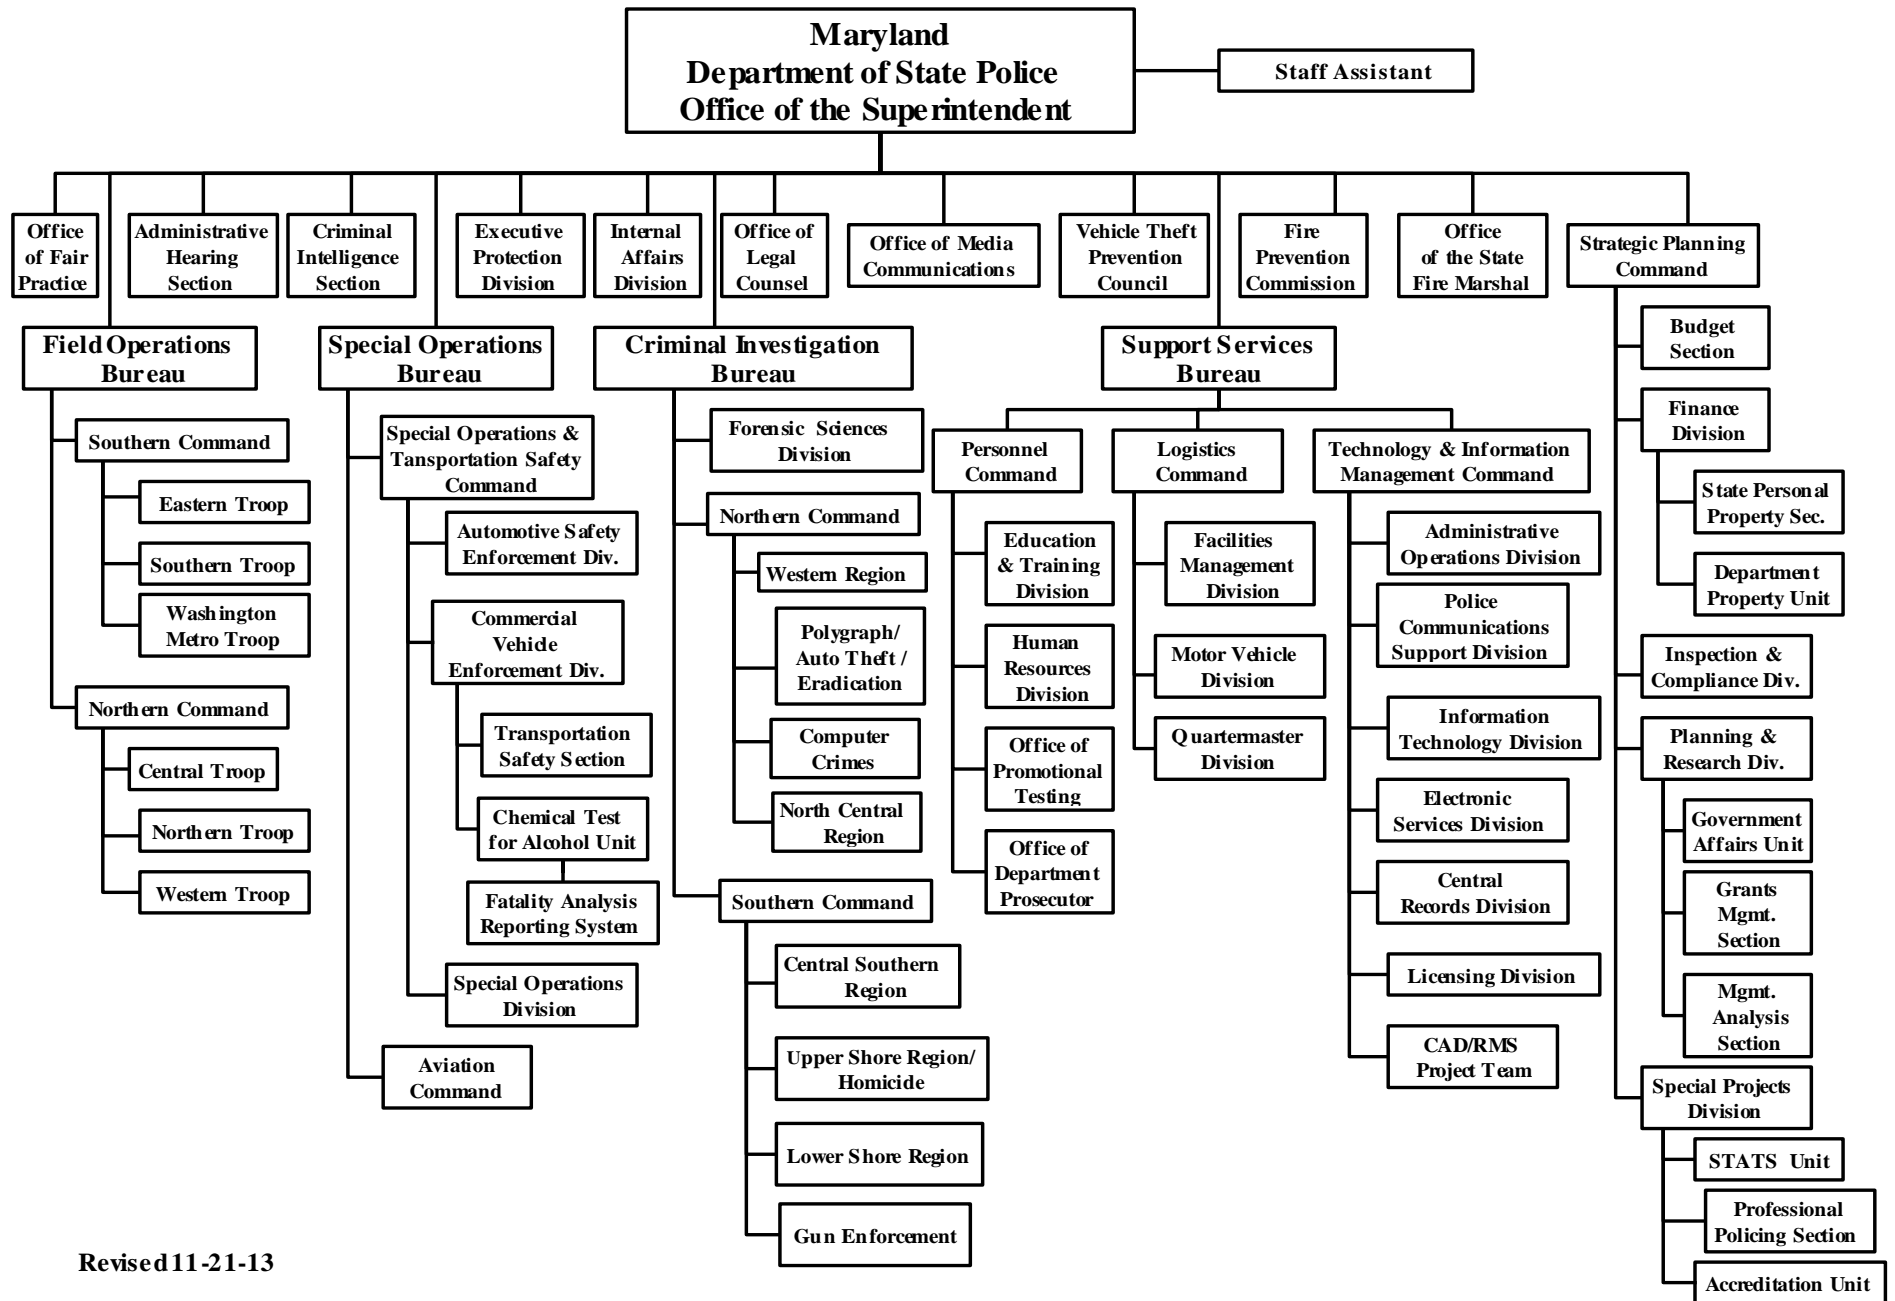 Maryland
Department of State Police
Office of the Superintendent
Staff Assistant
Office
of Fair
Practice
Administrative
Hearing
Section
Criminal
Intelligence
Section
Executive
Protection
Division
Internal
Affairs
Division
Office of
Legal
Counsel
Office of Media
Communications
Vehicle Theft
Prevention
Council
Fire
Prevention
Commission
Office
of the State
Fire Marshal
Strategic Planning
Command
Field Operations
Bureau
Southern Command
Eastern Troop
Southern Troop
Washington
Metro Troop
Northern Command
Central Troop
Northern Troop
Western Troop
Special Operations
Bureau
Special Operations &
Tansportation Safety
Command
Automotive Safety
Enforcement Div.
Commercial
Vehicle
Enforcement Div.
Transportation
Safety Section
Chemical Test
for Alcohol Unit
Fatality Analysis
Reporting System
Special Operations
Division
Aviation
Command
Criminal Investigation
Bureau
Forensic Sciences
Division
Northern Command
Western Region
Polygraph/
Auto Theft /
Eradication
Computer
Crimes
North Central
Region
Southern Command
Central Southern
Region
Upper Shore Region/
Homicide
Lower Shore Region
Gun Enforcement
Support Services
Bureau
Personnel
Command
Education
& Training
Division
Human
Resources
Division
Office of
Promotional
Testing
Office of
Department
Prosecutor
Logistics
Command
Facilities
Management
Division
Motor Vehicle
Division
Quartermaster
Division
Technology & Information
Management Command
Administrative
Operations Division
Police
Communications
Support Division
Information
Technology Division
Electronic
Services Division
Central
Records Division
Licensing Division
CAD/RMS
Project Team
Budget
Section
Finance
Division
State Personal
Property Sec.
Department
Property Unit
Inspection &
Compliance Div.
Planning &
Research Div.
Government
Affairs Unit
Grants
Mgmt.
Section
Mgmt.
Analysis
Section
Special Projects
Division
STATS Unit
Professional
Policing Section
Accreditation Unit
Revised 11-21-13